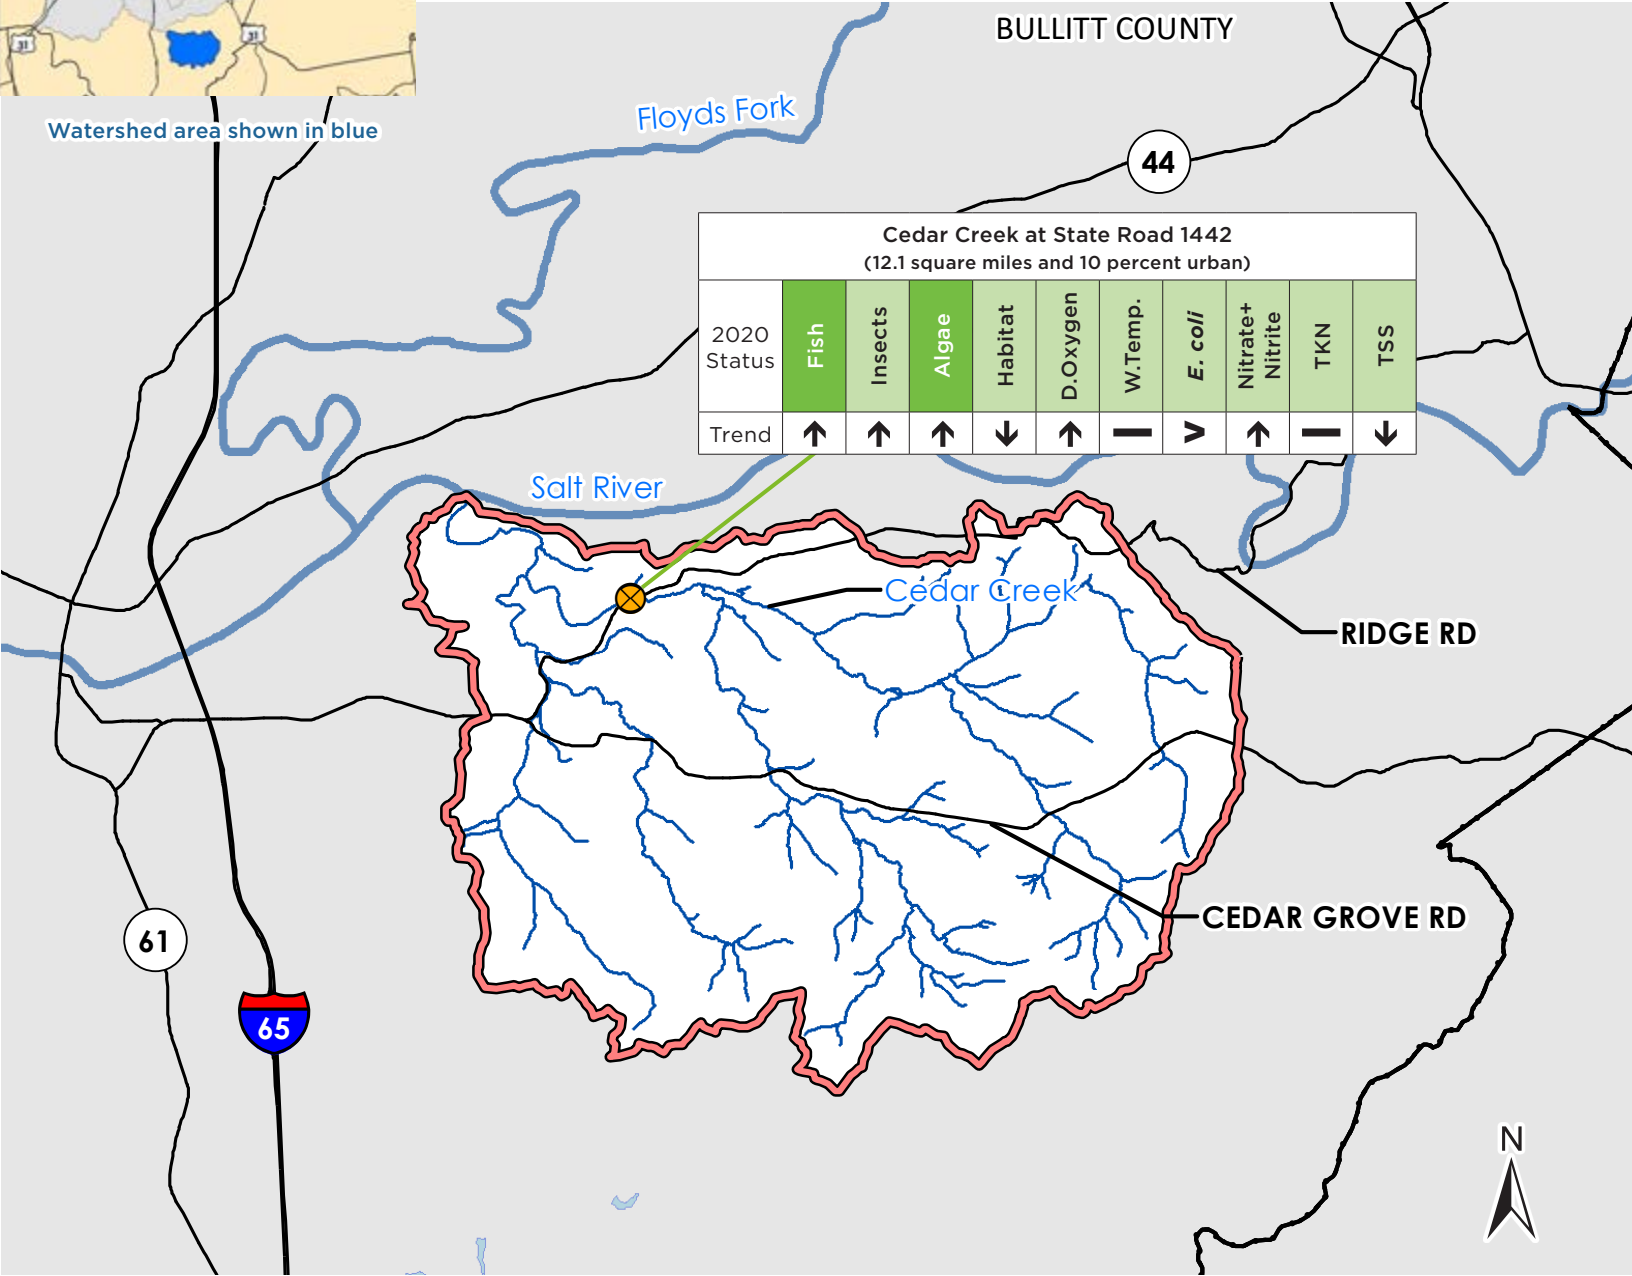 31
31
Watershed area shown in blue
BULLITT COUNTY
Floyds Fork
44
Cedar Creek at State Road 1442
(12.1 square miles and 10 percent urban)
2020
Status
Fish
Insects
Algae
Habitat
D.Oxygen
W.Temp.
E. coli
Nitrate+
Nitrite
TKN
TSS
Trend
Salt River
Cedar Creek
RIDGE RD
CEDAR GROVE RD
61
65
N